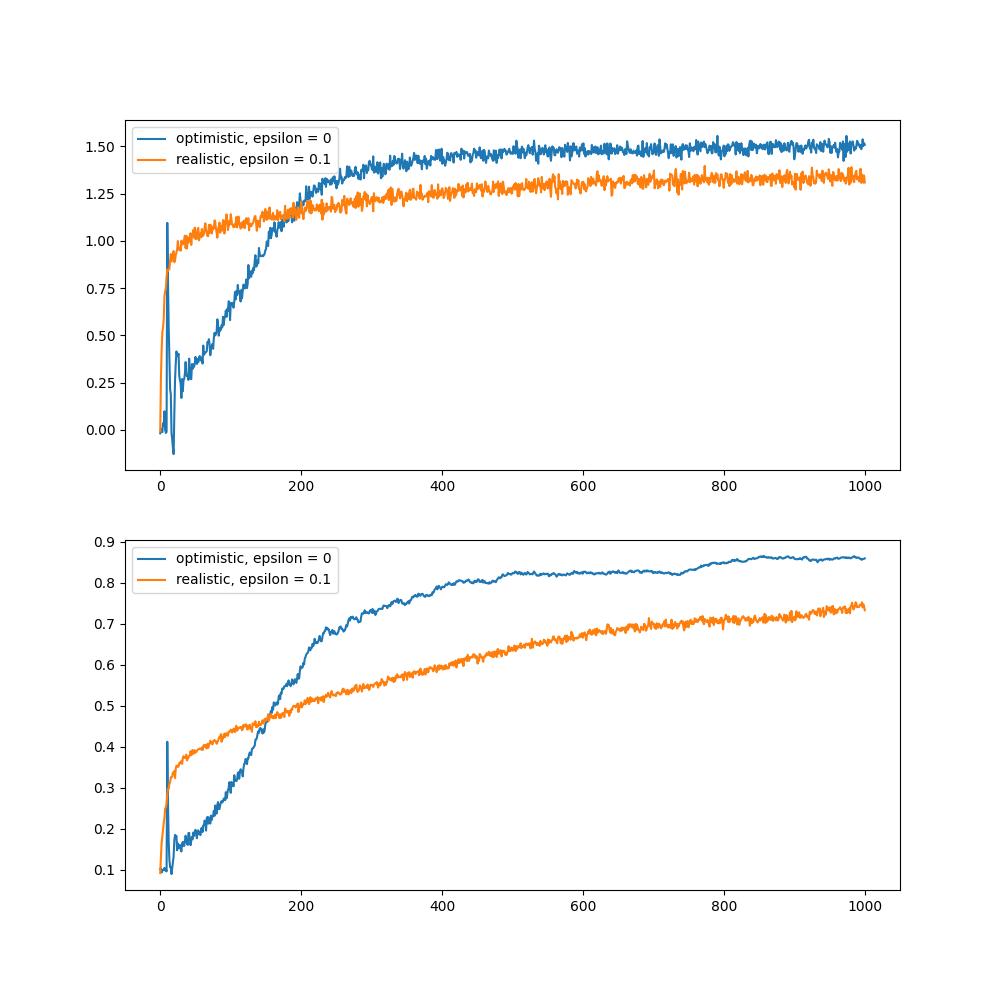 optimistic, epsilon = 0
realistic, epsilon = 0.1
1.50
1.25
1.00
0.75
0.50
0.25
0.00
0 200 400 600 800 1000
optimistic, epsilon = 0
realistic, epsilon = 0.1
0.9
0.8
0.7
0.6
0.5
0.4
0.3
0.2
0.1
0 200 400 600 800 1000